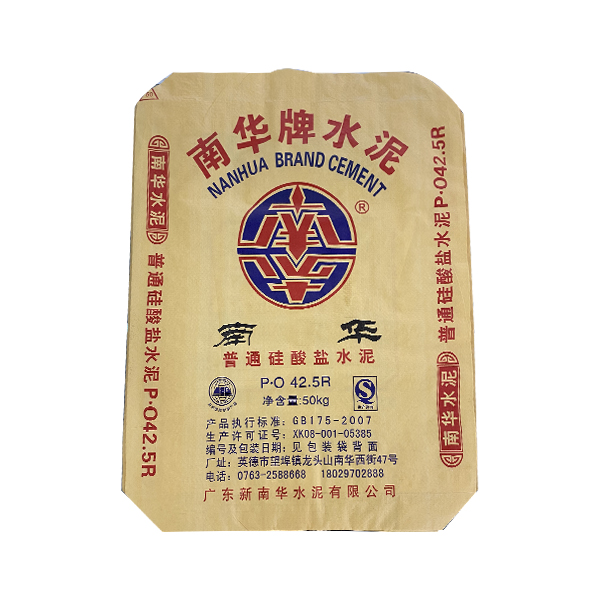 南华牌水泥
NANHUA BRAND CEMENT
®
南华
普通硅酸盐水泥
P·O 42.5R
净含量:50kg
产品执行标准: GB175-2007
生产许可证号: XK08-001-05385
编号及包装日期: 见包装袋背面
厂址: 英德市望埠镇龙头山南华西街47号
电话: 0763-2588668 18029702888
广东新南华水泥有限公司
南华水泥
普通硅酸盐水泥 P·O42.5R
普通硅酸盐水泥 P·O42.5R
南华水泥